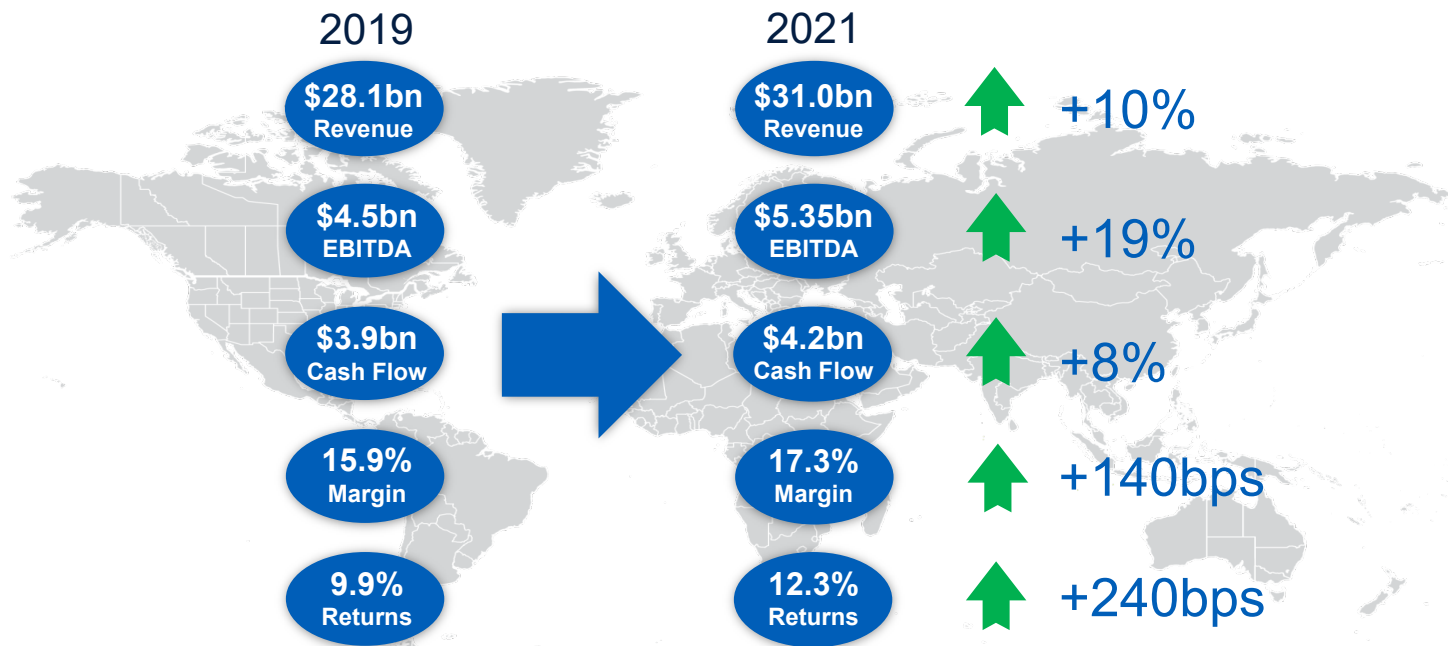 2019
2021
$28.1bn
Revenue
$31.0bn
Revenue
+10%
$4.5bn
EBITDA
$5.35bn
EBITDA
+19%
$3.9bn
Cash Flow
$4.2bn
Cash Flow
+8%
15.9%
Margin
17.3%
Margin
+140bps
9.9%
Returns
12.3%
Returns
+240bps